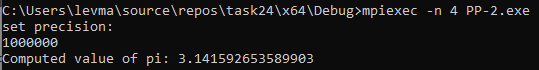 C:\Users\levma\source\repos\task24\x64\Debug>mpiexec -n 4 PP-2.exe
set precision:
1000000
Computed value of pi: 3.141592653589903